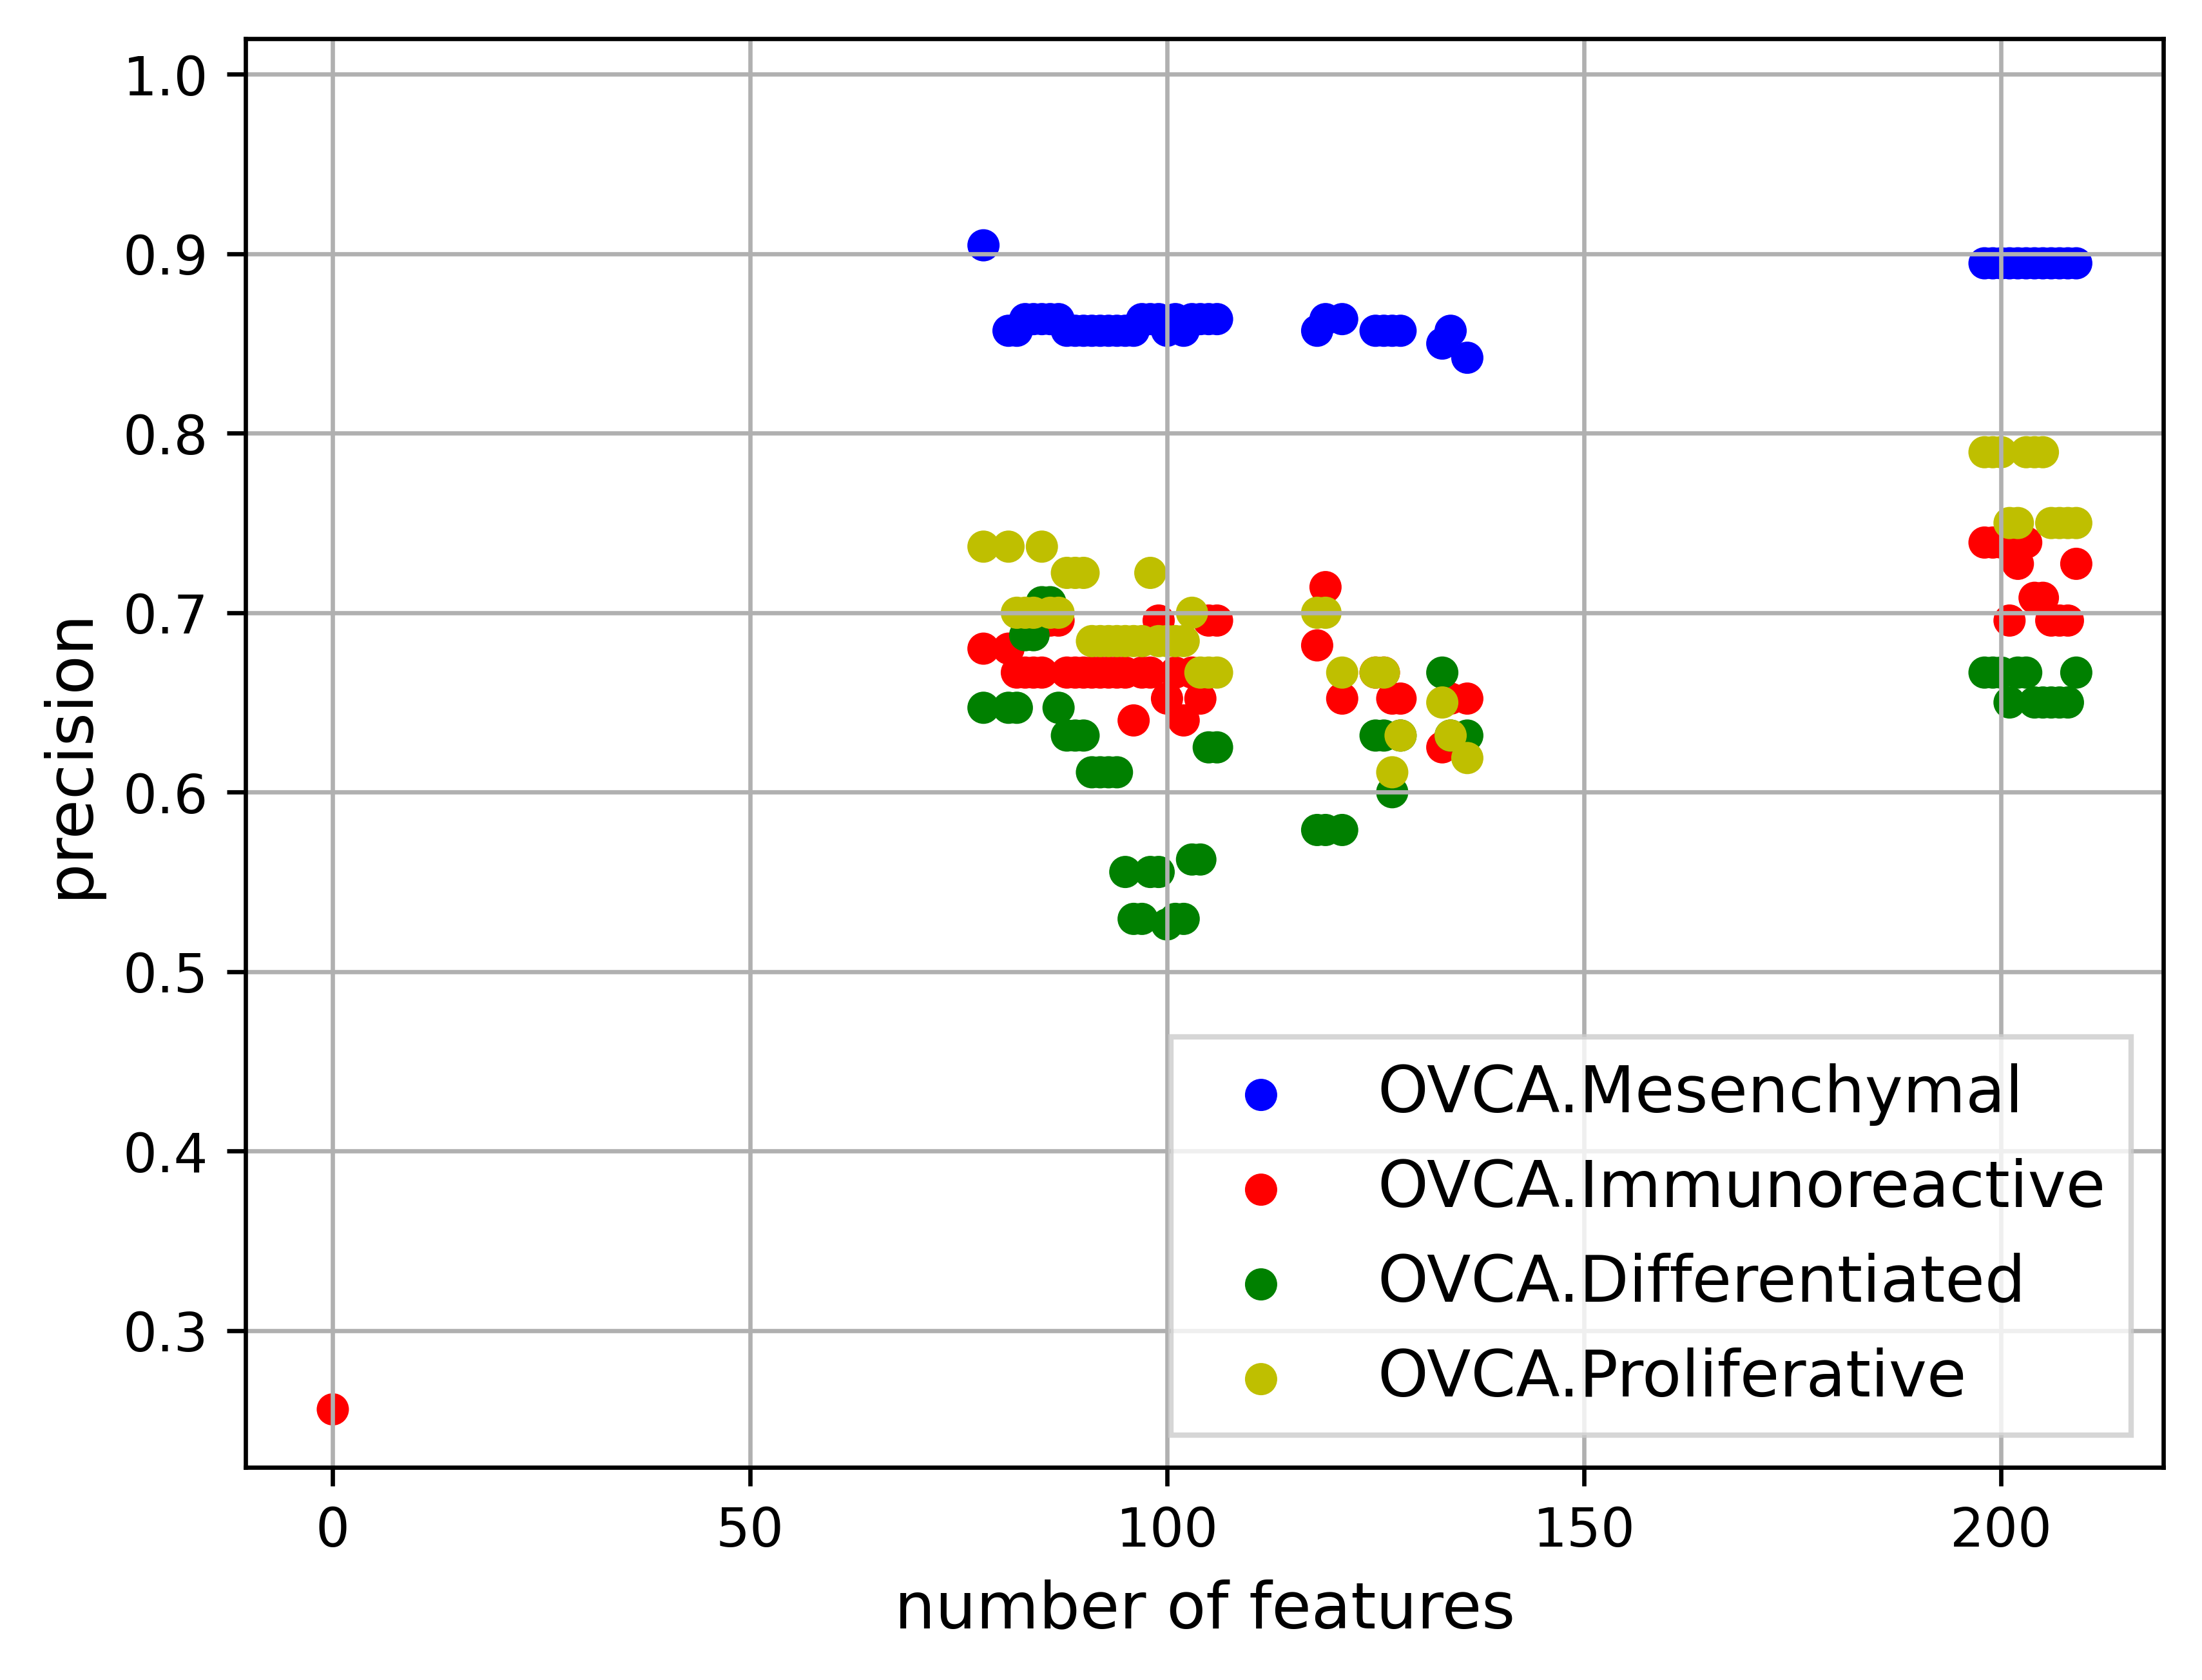 1.0
0.9
0.8
0.7
0.6
0.5
0.4
0.3
precision
OVCA.Mesenchymal
OVCA.Immunoreactive
OVCA.Differentiated
OVCA.Proliferative
0 50 100 150 200
number of features